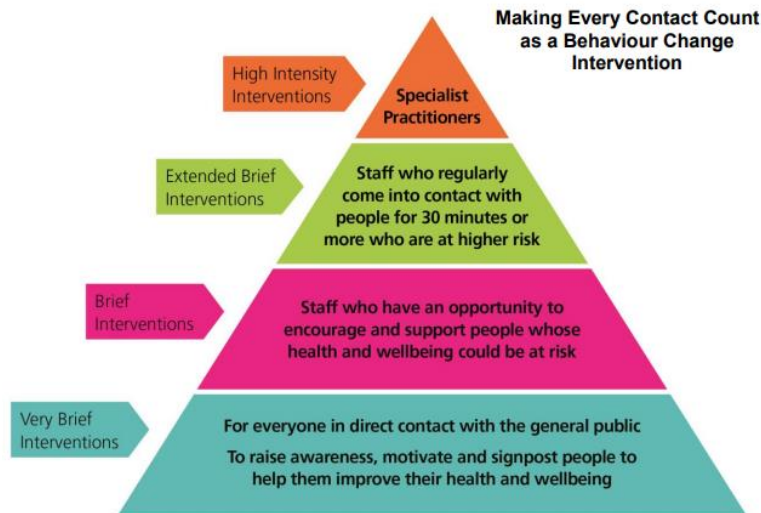 Making Every Contact Count
as a Behaviour Change
Intervention
High Intensity
Interventions
Specialist
Practitioners
Extended Brief
Interventions
Staff who regularly
come into contact with
people for 30 minutes or
more who are at higher risk
Brief
Interventions
Staff who have an opportunity to
encourage and support people whose
health and wellbeing could be at risk
Very Brief
Interventions
For everyone in direct contact with the general public
To raise awareness, motivate and signpost people to
help them improve their health and wellbeing